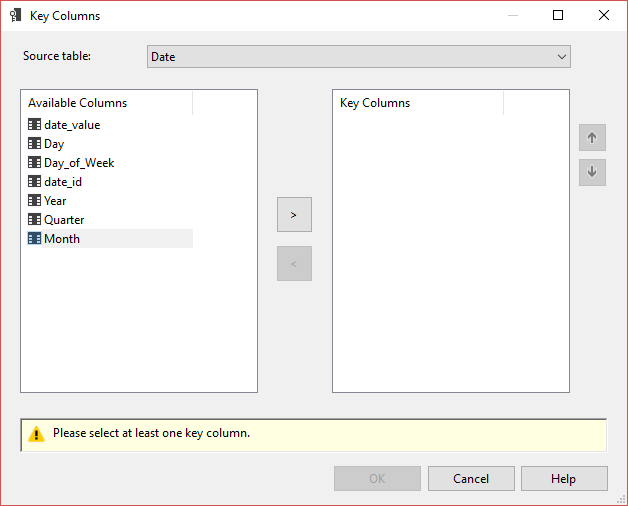 Key Columns
Source table:
Date
Available Columns
date_value
Day
Day_of_Week
date_id
Year
Quarter
Month
>
<
Key Columns
Please select at least one key column.
OK
Cancel
Help